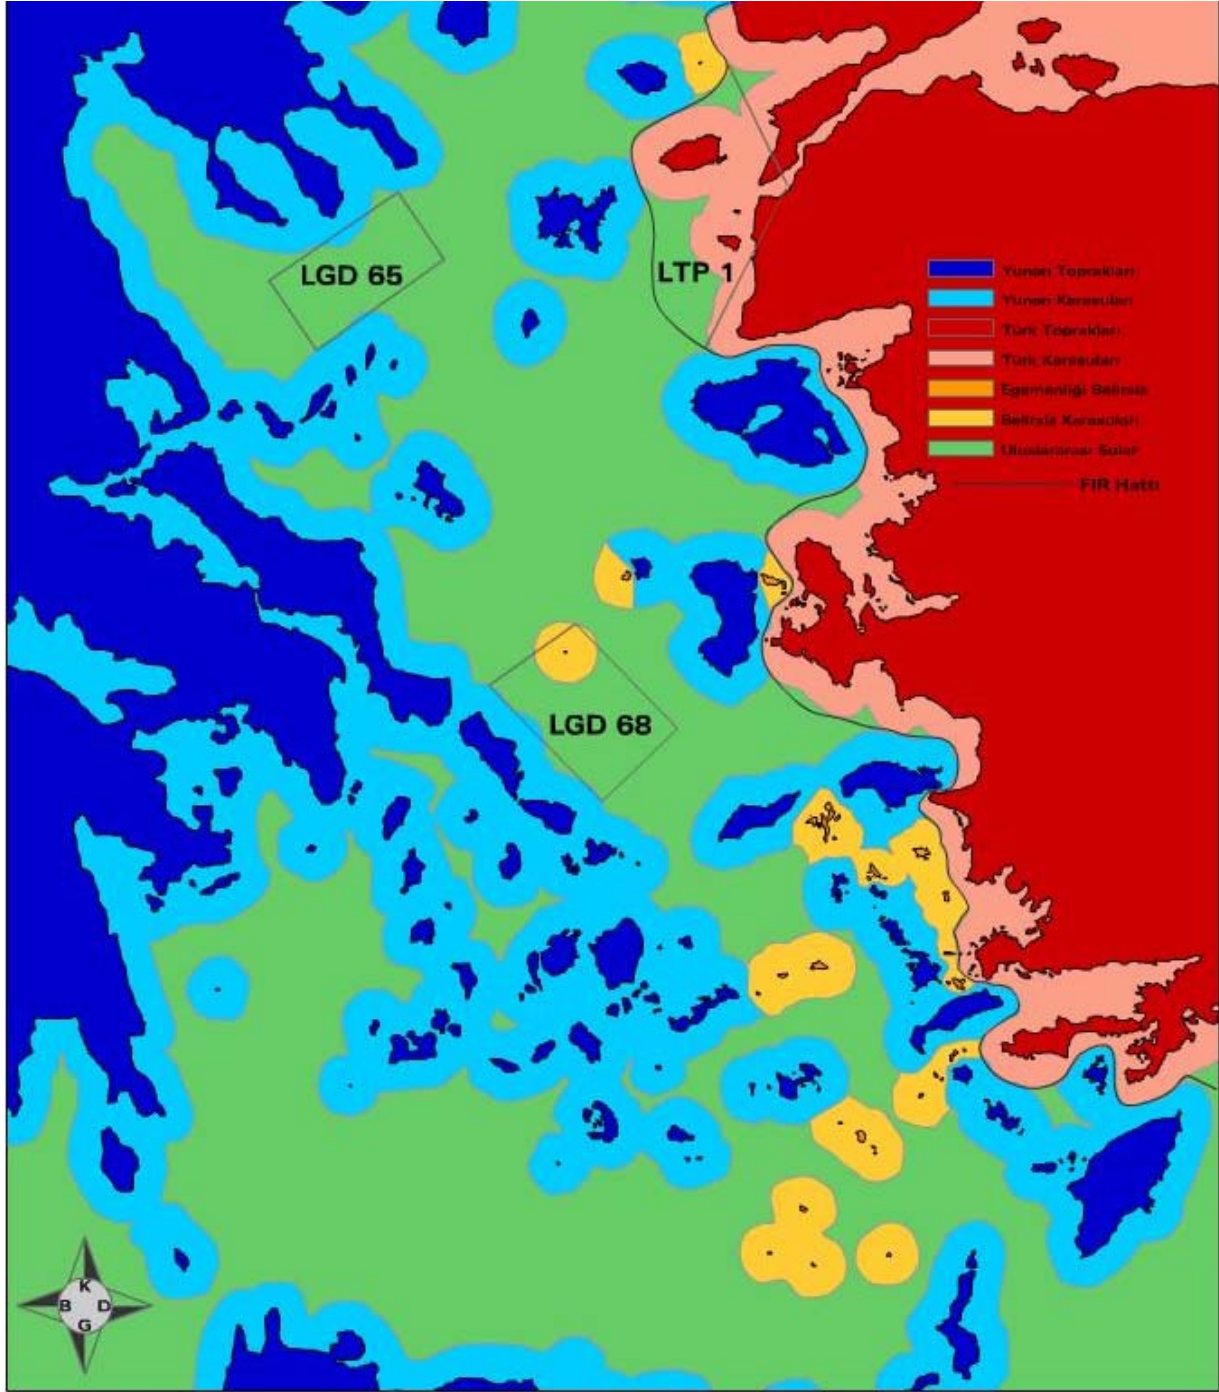 LGD 65
LTP 1
Yunan Toprakları
Yunan Karasuları
Türk Toprakları
Türk Karasuları
Egemenliği Belirsiz
Belirsiz Karasuları
Uluslararası Sular
FIR Hattı
LGD 68
K
B D
G